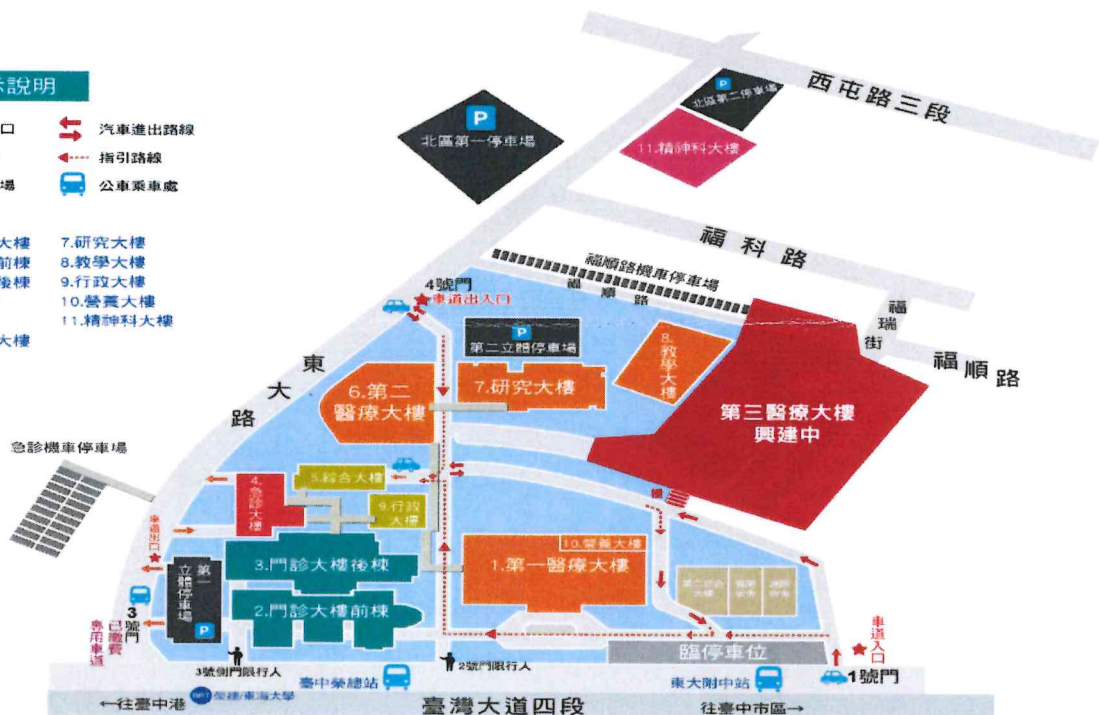 示說明
口
汽車進出路線
指引路線
場
公車乘車處
大樓
7.研究大樓
前棟
8.教學大樓
後棟
9.行政大樓
10.營養大樓
11.精神科大樓
大樓
西屯路三段
P
北區第二停車場
11.精神科大樓
P
北區第一停車場
福科路
福順路機車停車場
福順路
福瑞街
福順路
4號門
車道出入口
P
第二立體停車場
8.教學大樓
7.研究大樓
6.第二醫療大樓
第三醫療大樓
興建中
東大路
急診機車停車場
5.綜合大樓
4.急診大樓
9.行政大樓
車道出口
3.門診大樓後棟
10.營養大樓
1.第一醫療大樓
第一立體停車場
P
2.門診大樓前棟
3號門
已繳費專用車道
臨停車位
車道入口
1號門
3號側門限行人
2號門限行人
臺中榮總站
東大附中站
←往臺中港
榮總/東海大學
臺灣大道四段
往臺中市區→